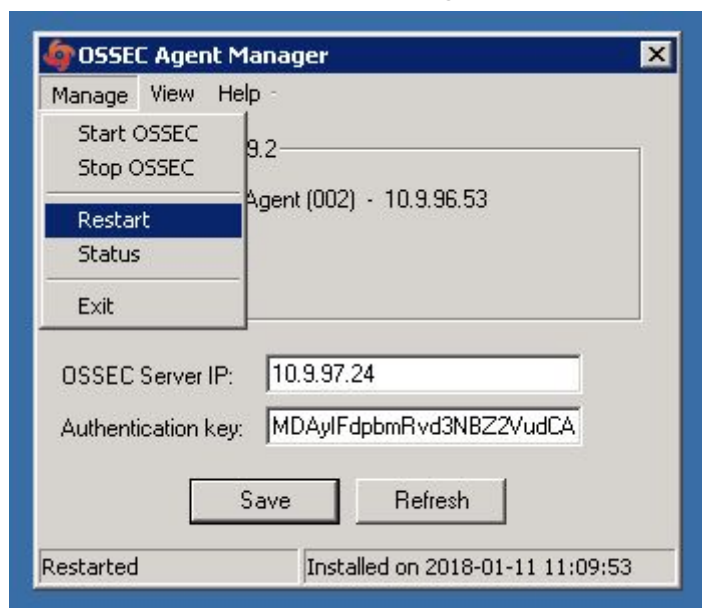 OSSEC Agent Manager
Manage View Help
Start OSSEC
Stop OSSEC
9.2
Agent (002) - 10.9.96.53
Restart
Status
Exit
OSSEC Server IP: 10.9.97.24
Authentication key: MDAyIFdpbmRvd3NBZ2VudCA
Save Refresh
Restarted Installed on 2018-01-11 11:09:53